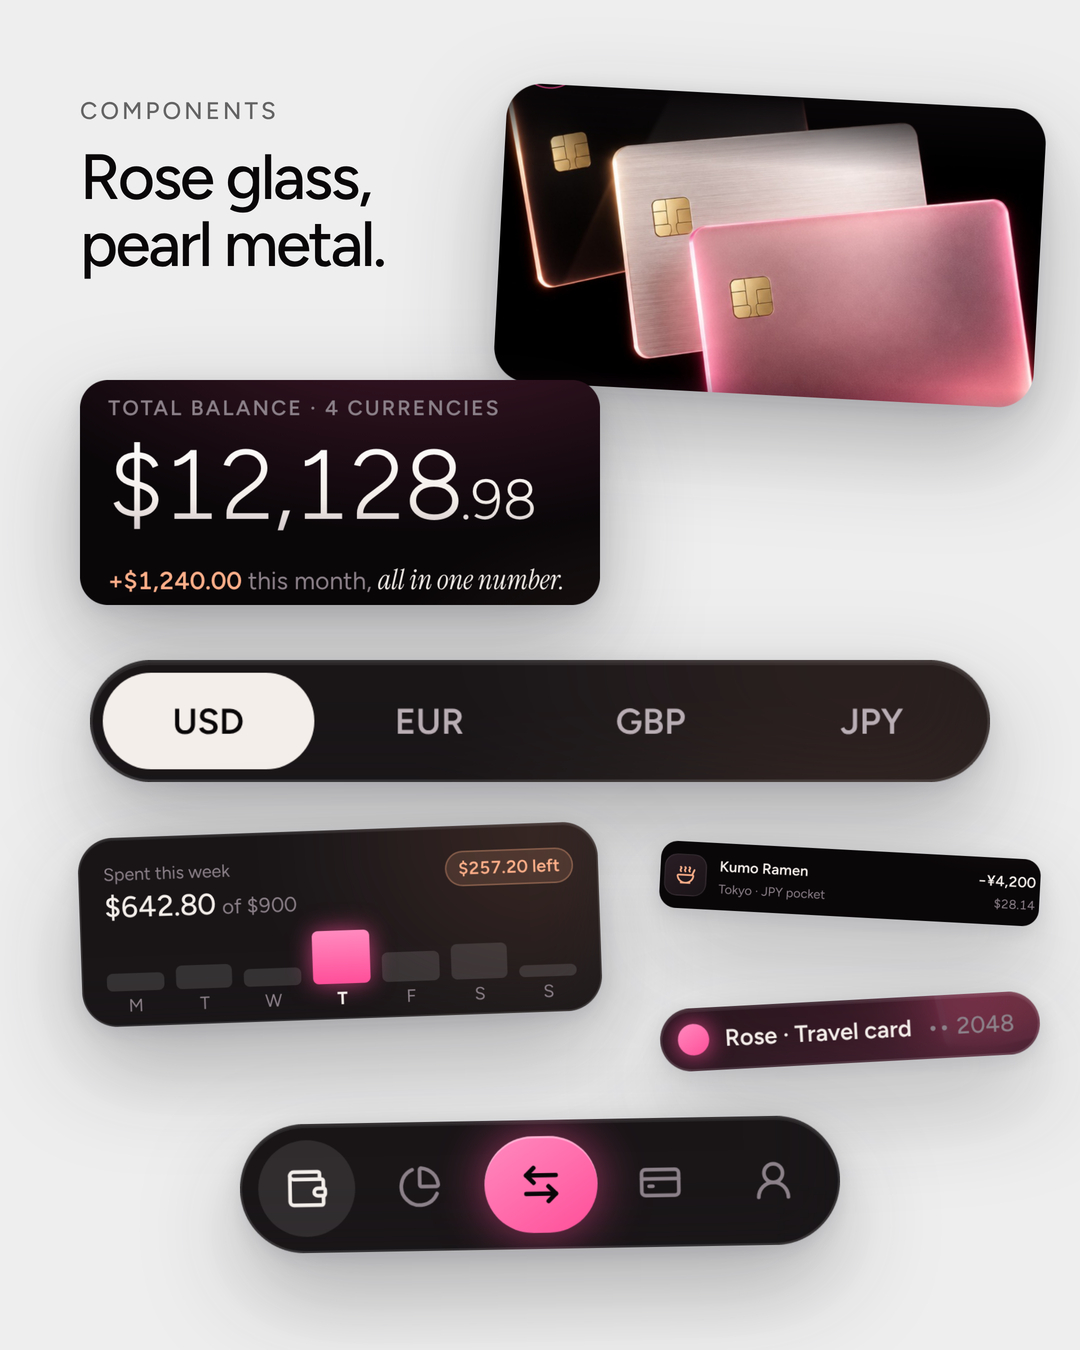 COMPONENTS
Rose glass,
pearl metal.
TOTAL BALANCE · 4 CURRENCIES
$12,128.98
+$1,240.00 this month, all in one number.
USD EUR GBP JPY
Spent this week
$257.20 left
$642.80 of $900
M T W T F S S
Kumo Ramen
-¥4,200
Tokyo · JPY pocket
$28.14
Rose · Travel card •• 2048